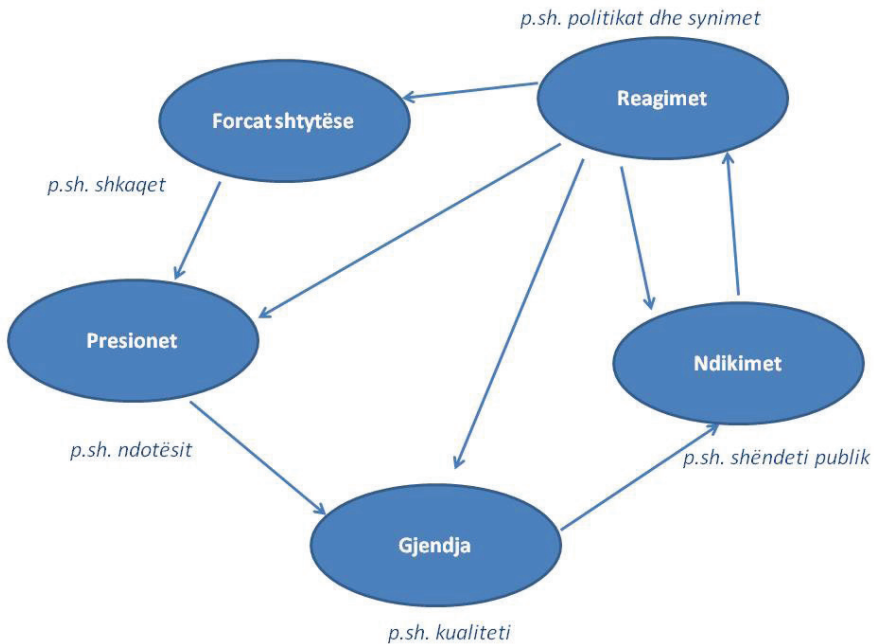 p.sh. politikat dhe synimet
Reagimet
Forcat shtytëse
p.sh. shkaqet
Presionet
Ndikimet
p.sh. ndotësit
p.sh. shëndeti publik
Gjendja
p.sh. kualiteti